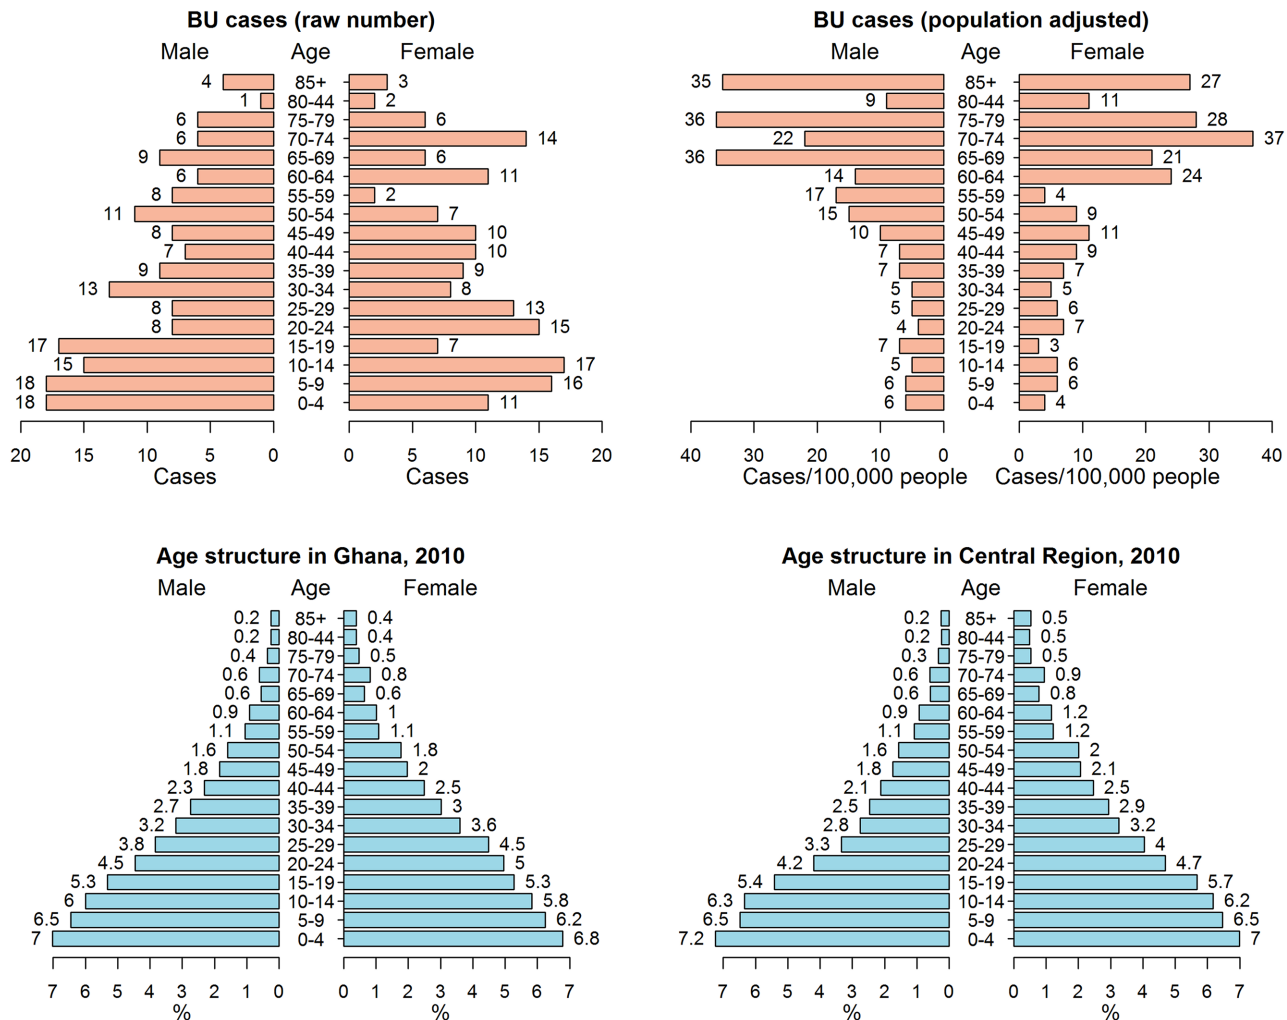 BU cases (raw number)
Male Age Female
4 85+ 3
1 80-44 2
6 75-79 6
6 70-74 14
9 65-69 6
6 60-64 11
8 55-59 2
11 50-54 7
8 45-49 10
7 40-44 10
9 35-39 9
13 30-34 8
8 25-29 13
8 20-24 15
17 15-19 7
15 10-14 17
18 5-9 16
18 0-4 11
20 15 10 5 0 0 5 10 15 20
Cases Cases
BU cases (population adjusted)
Male Age Female
35 85+ 27
9 80-44 11
36 75-79 28
22 70-74 37
36 65-69 21
14 60-64 24
17 55-59 4
15 50-54 9
10 45-49 11
7 40-44 9
7 35-39 7
5 30-34 5
5 25-29 6
4 20-24 7
7 15-19 3
5 10-14 6
6 5-9 6
6 0-4 4
40 30 20 10 0 0 10 20 30 40
Cases/100,000 people Cases/100,000 people
Age structure in Ghana, 2010
Male Age Female
0.2 85+ 0.4
0.2 80-44 0.4
0.4 75-79 0.5
0.6 70-74 0.8
0.6 65-69 0.6
0.9 60-64 1
1.1 55-59 1.1
1.6 50-54 1.8
1.8 45-49 2
2.3 40-44 2.5
2.7 35-39 3
3.2 30-34 3.6
3.8 25-29 4.5
4.5 20-24 5
5.3 15-19 5.3
6 10-14 5.8
6.5 5-9 6.2
7 0-4 6.8
7 6 5 4 3 2 1 0 0 1 2 3 4 5 6 7
% %
Age structure in Central Region, 2010
Male Age Female
0.2 85+ 0.5
0.2 80-44 0.5
0.3 75-79 0.5
0.6 70-74 0.9
0.6 65-69 0.8
0.9 60-64 1.2
1.1 55-59 1.2
1.6 50-54 2
1.8 45-49 2.1
2.1 40-44 2.5
2.5 35-39 2.9
2.8 30-34 3.2
3.3 25-29 4
4.2 20-24 4.7
5.4 15-19 5.7
6.3 10-14 6.2
6.5 5-9 6.5
7.2 0-4 7
7 6 5 4 3 2 1 0 0 1 2 3 4 5 6 7
% %